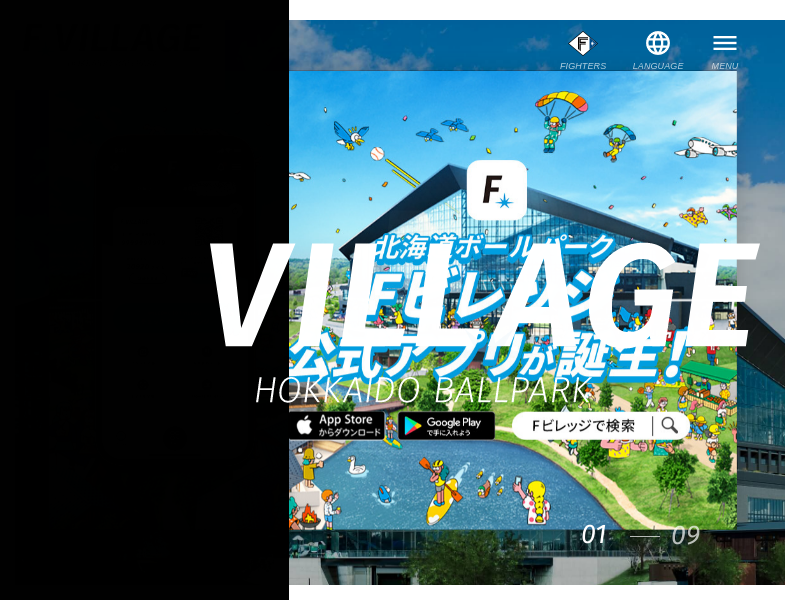 FIGHTERS
LANGUAGE
MENU
F
北海道ボールパーク
Fビレッジ
公式アプリが誕生!
VILLAGE
HOKKAIDO BALLPARK
App Store
からダウンロード
Google Play
で手に入れよう
Fビレッジで検索
01
09